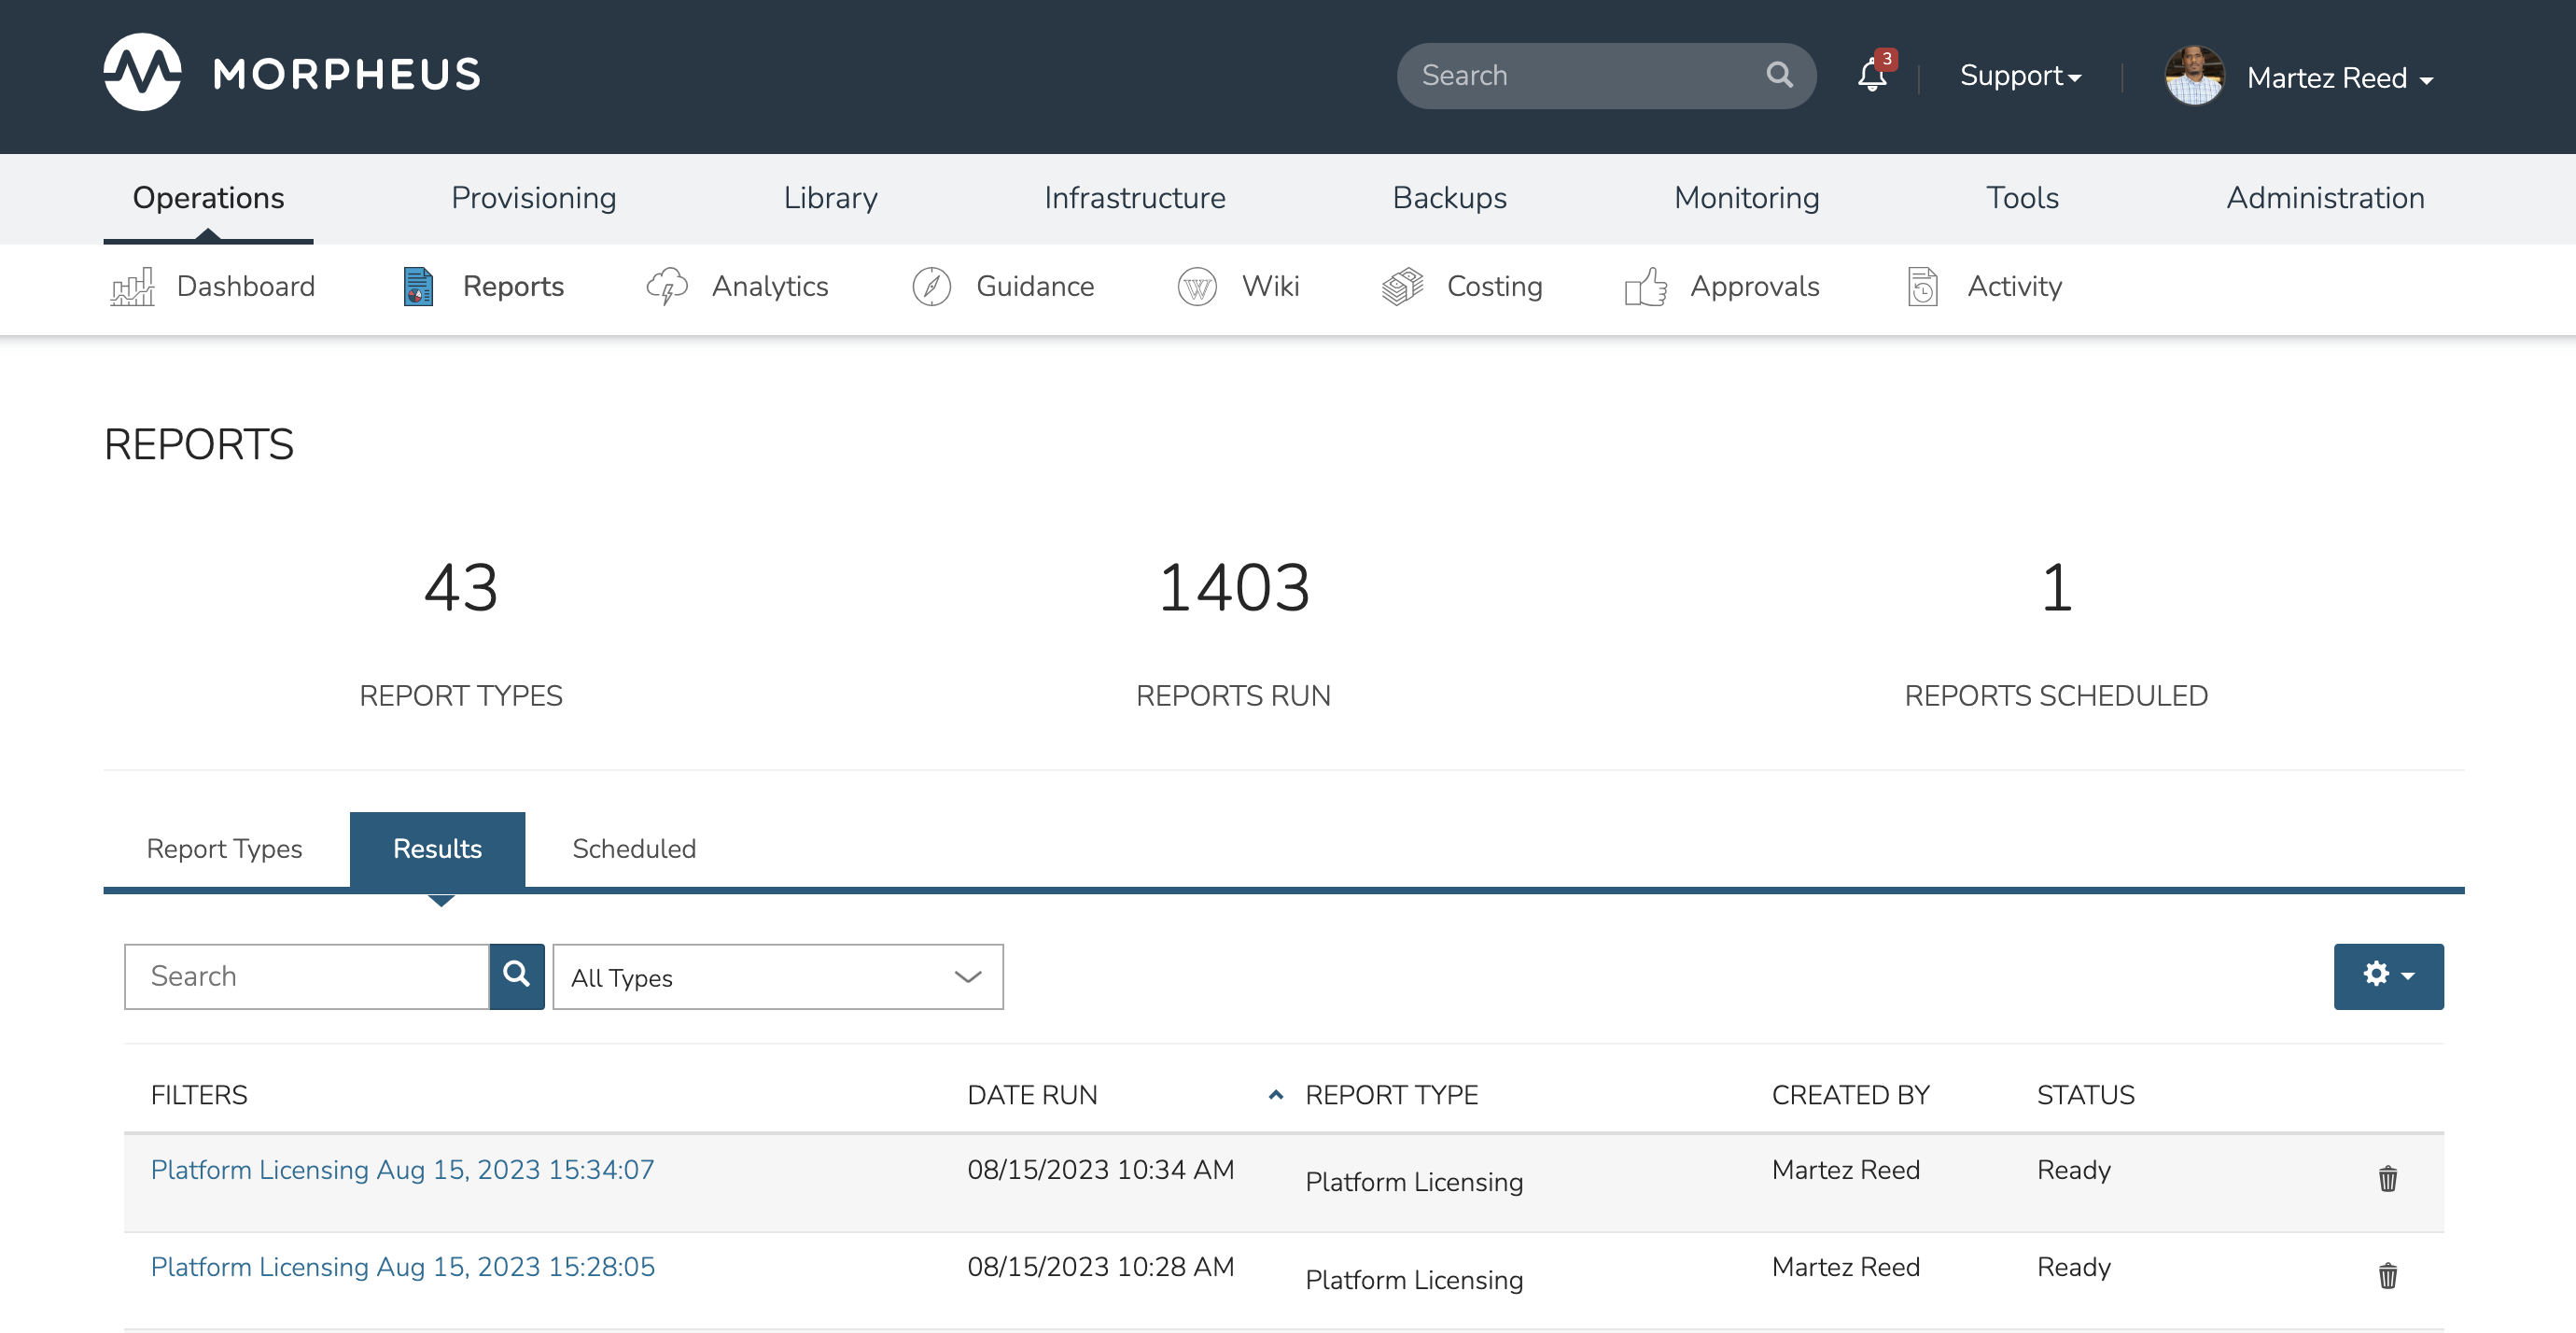 MORPHEUS
Search
3
Support
Martez Reed
Operations Provisioning Library Infrastructure Backups Monitoring Tools Administration
Dashboard Reports Analytics Guidance Wiki Costing Approvals Activity
REPORTS
43 1403 1
REPORT TYPES REPORTS RUN REPORTS SCHEDULED
Report Types Results Scheduled
Search All Types
FILTERS DATE RUN REPORT TYPE CREATED BY STATUS
Platform Licensing Aug 15, 2023 15:34:07 08/15/2023 10:34 AM Platform Licensing Martez Reed Ready
Platform Licensing Aug 15, 2023 15:28:05 08/15/2023 10:28 AM Platform Licensing Martez Reed Ready